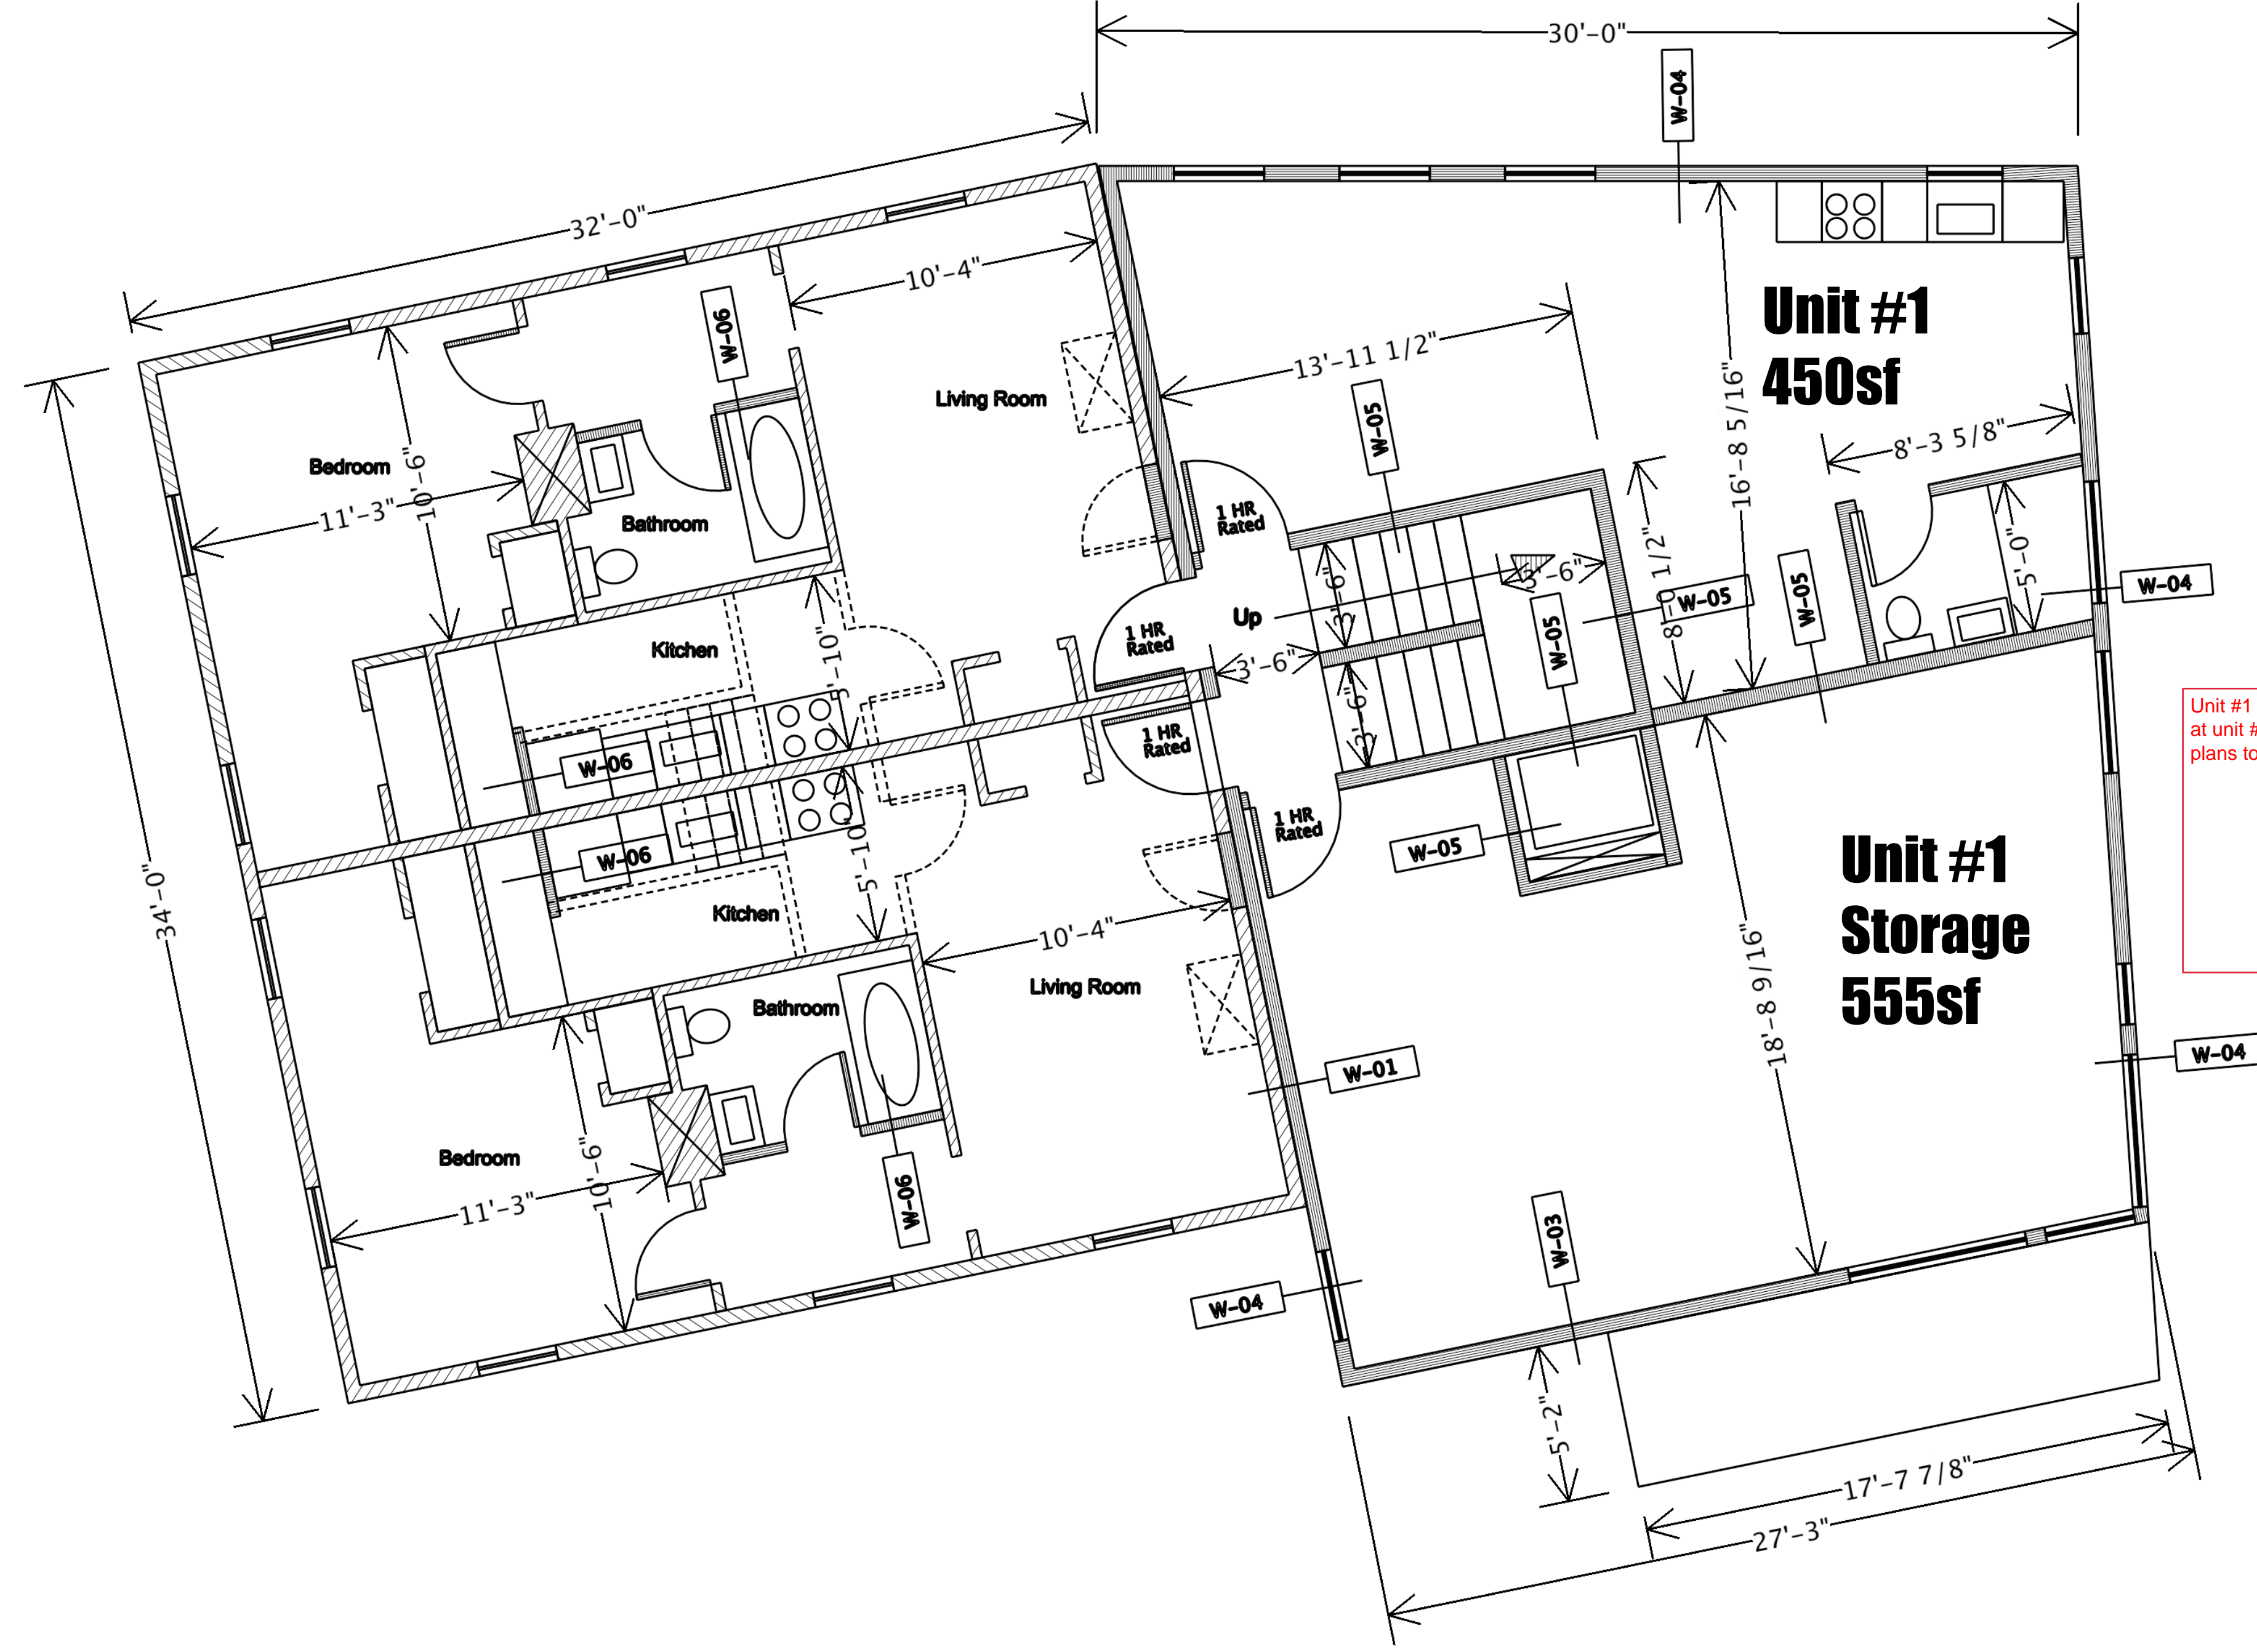 30'-0"
W-04
32'-0"
10'-4"
W-06
Unit #1
450sf
13'-11 1/2"
W-05
16'-8 5/16"
8'-3 5/8"
Living Room
Bedroom
10'-6"
11'-3"
Bathroom
1 HR
Rated
5'-0"
3'-6"
8'-0 1/2"
W-05
W-05
W-04
Up
3'-6"
W-05
1 HR
Rated
3'-6"
Kitchen
5'-10"
3'-6"
1 HR
Rated
Unit #1
at unit #
plans to
W-06
1 HR
Rated
W-06
W-05
Unit #1
Storage
555sf
34'-0"
5'-10"
Kitchen
10'-4"
18'-8 9/16"
Living Room
Bathroom
W-01
W-04
Bedroom
10'-6"
11'-3"
W-06
W-03
W-04
5'-2"
17'-7 7/8"
27'-3"